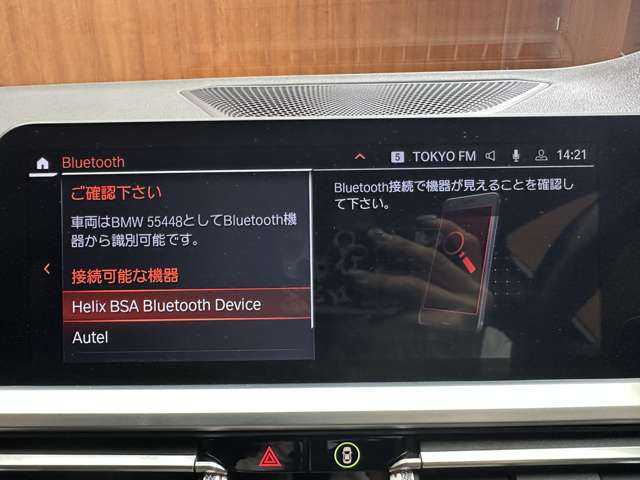 Bluetooth
5 TOKYO FM 14:21
ご確認下さい
車両はBMW 55448としてBluetooth機
器から識別可能です。
接続可能な機器
Helix BSA Bluetooth Device
Autel
Bluetooth接続で機器が見えることを確認し
て下さい。